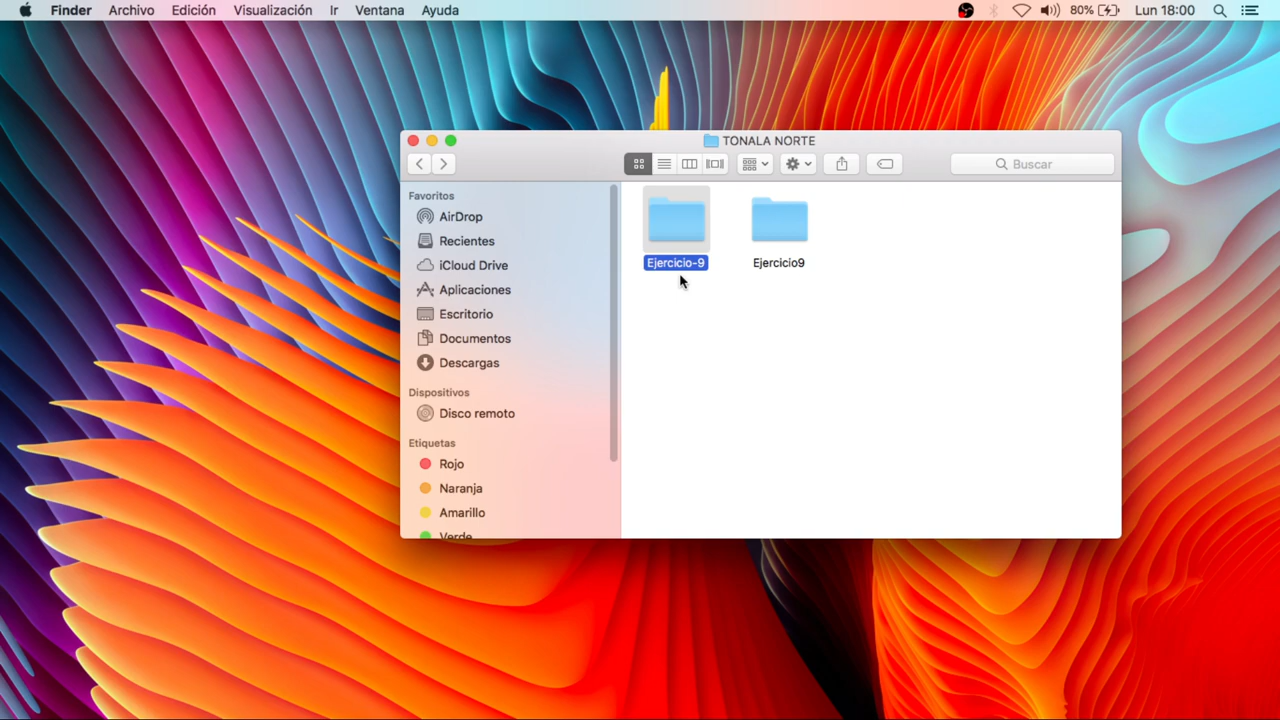 Finder Archivo Edición Visualización Ir Ventana Ayuda 80% Lun 18:00
TONALA NORTE
Buscar
Favoritos
AirDrop
Recientes
iCloud Drive
Aplicaciones
Escritorio
Documentos
Descargas
Dispositivos
Disco remoto
Etiquetas
Rojo
Naranja
Amarillo
Verde
Ejercicio-9 Ejercicio9